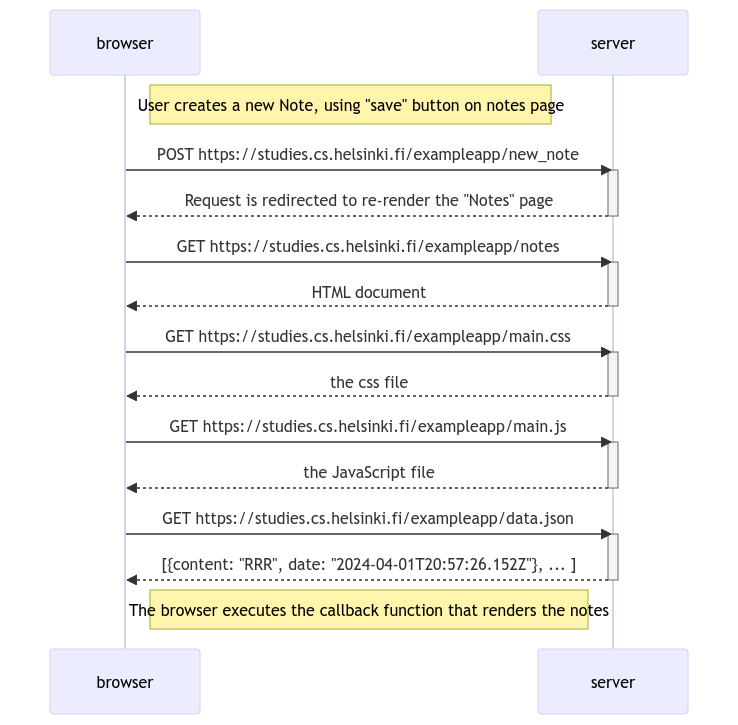 browser
server
User creates a new Note, using "save" button on notes page
POST https://studies.cs.helsinki.fi/exampleapp/new_note
Request is redirected to re-render the "Notes" page
GET https://studies.cs.helsinki.fi/exampleapp/notes
HTML document
GET https://studies.cs.helsinki.fi/exampleapp/main.css
the css file
GET https://studies.cs.helsinki.fi/exampleapp/main.js
the JavaScript file
GET https://studies.cs.helsinki.fi/exampleapp/data.json
[{content: "RRR", date: "2024-04-01T20:57:26.152Z"}, ... ]
The browser executes the callback function that renders the notes
browser
server